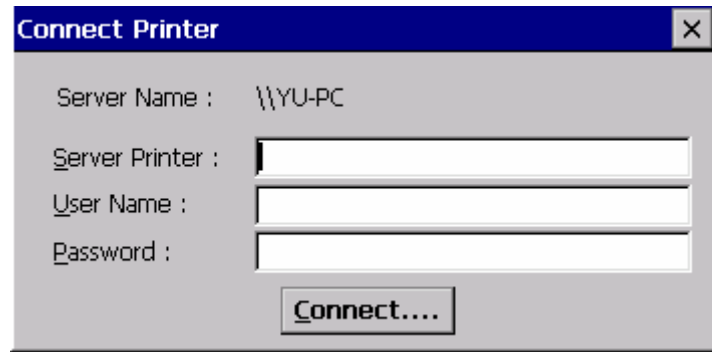 Connect Printer
Server Name : \\YU-PC
Server Printer :
User Name :
Password :
Connect....